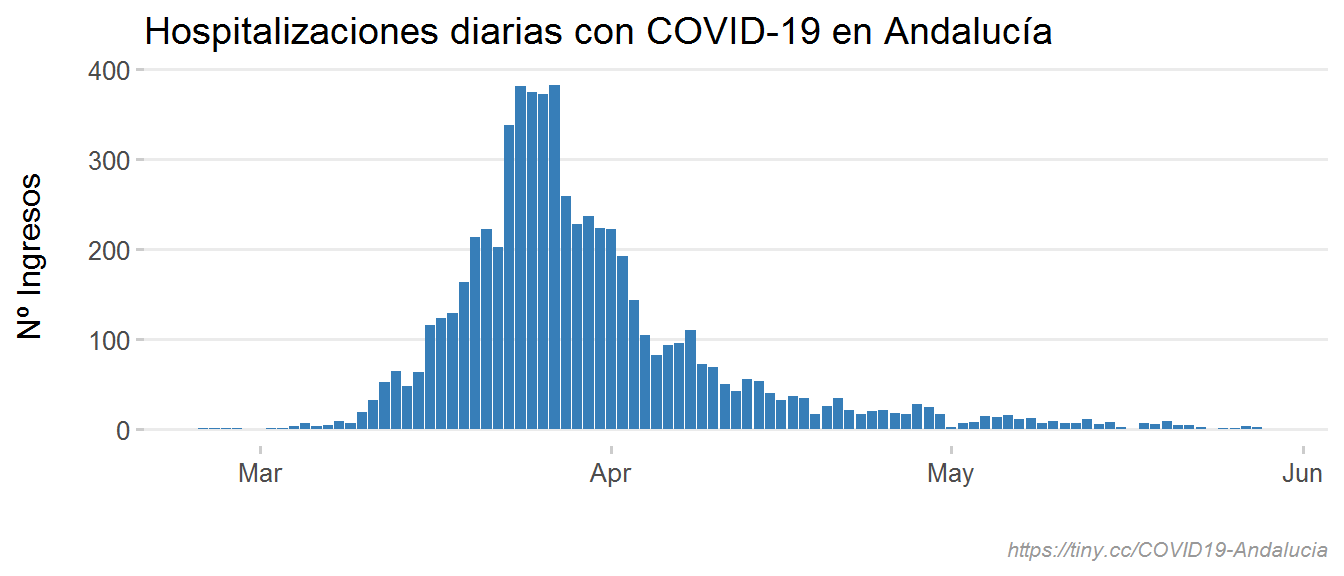 Hospitalizaciones diarias con COVID-19 en Andalucía
400
300
200
100
0
Nº Ingresos
Mar Apr May Jun
https://tiny.cc/COVID19-Andalucia